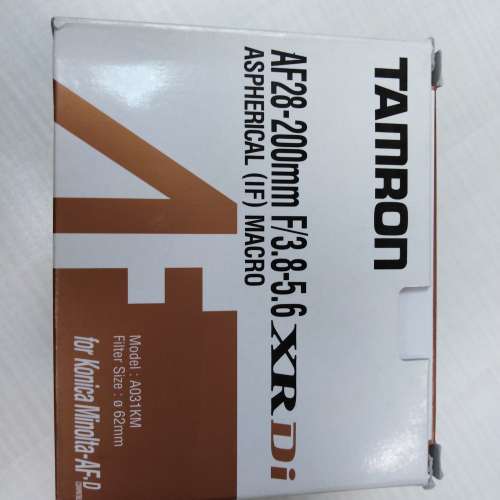 TAMRON
AF28-200mm F/3.8-5.6 XR Di
ASPHERICAL (IF) MACRO
AF
Model : A031KM
Filter Size : ø 62mm
for Konica Minolta-AF-D